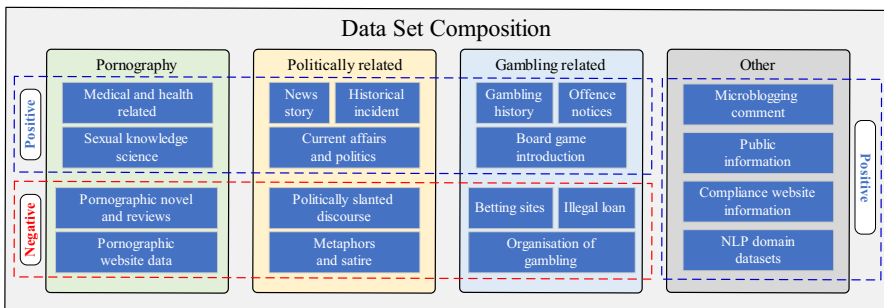 Data Set Composition
Pornography
Politically related
Gambling related
Other
Positive
Medical and health
related
Sexual knowledge
science
News
story
Historical
incident
Current affairs
and politics
Gambling
history
Offence
notices
Board game
introduction
Negative
Pornographic novel
and reviews
Pornographic
website data
Politically slanted
discourse
Metaphors
and satire
Betting sites
Illegal loan
Organisation of
gambling
Microblogging
comment
Public
information
Compliance website
information
NLP domain
datasets
Positive